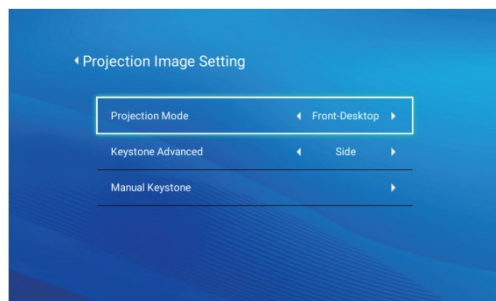 Projection Image Setting
Projection Mode Front-Desktop
Keystone Advanced Side
Manual Keystone